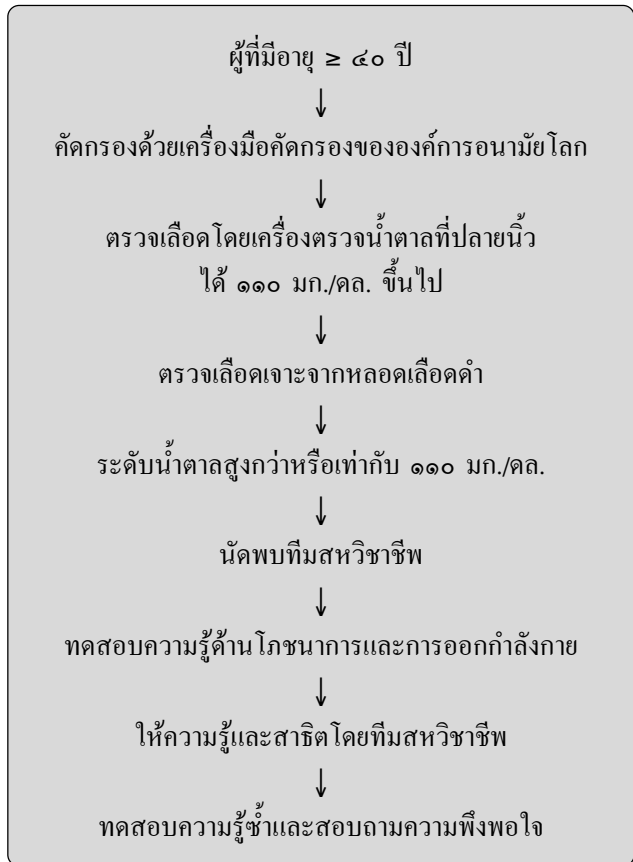 ผู้ที่มีอายุ ≥ ๔๐ ปี
↓
คัดกรองด้วยเครื่องมือคัดกรองขององค์การอนามัยโลก
↓
ตรวจเลือดโดยเครื่องตรวจน้ำตาลที่ปลายนิ้ว
ได้ ๑๑๐ มก./ดล. ขึ้นไป
↓
ตรวจเลือดเจาะจากหลอดเลือดดำ
↓
ระดับน้ำตาลสูงกว่าหรือเท่ากับ ๑๑๐ มก./ดล.
↓
นัดพบทีมสหวิชาชีพ
↓
ทดสอบความรู้ด้านโภชนาการและการออกกำลังกาย
↓
ให้ความรู้และสาธิตโดยทีมสหวิชาชีพ
↓
ทดสอบความรู้ซ้ำและสอบถามความพึงพอใจ